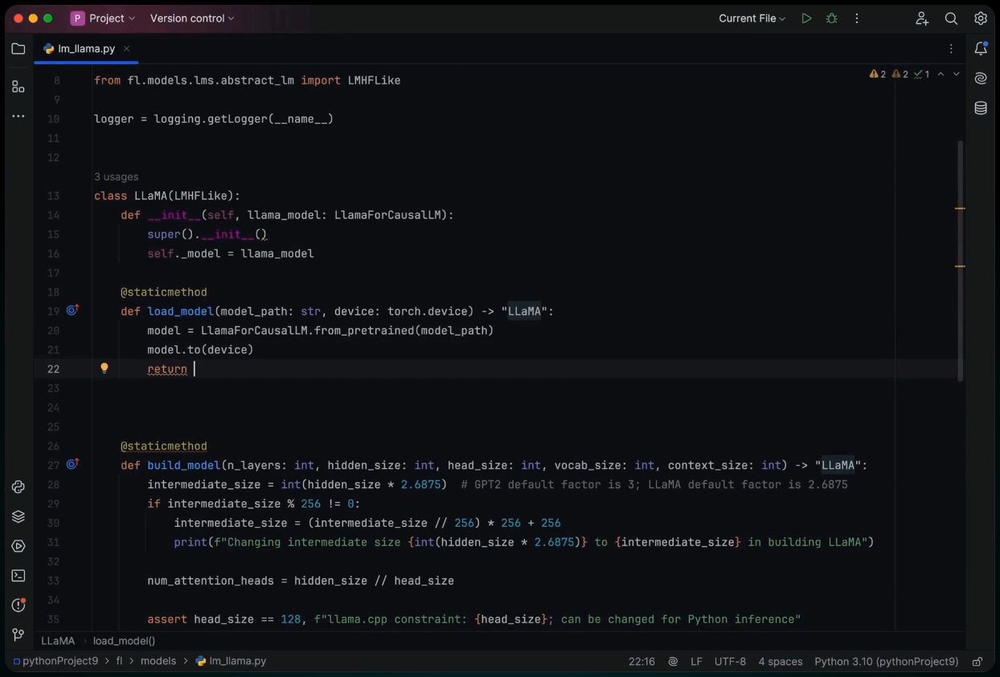 P Project Version control Current File
lm_llama.py
2 2 1
8 from fl.models.lms.abstract_lm import LMHFLike
9
10 logger = logging.getLogger(__name__)
11
12
3 usages
13 class LLaMA(LMHFLike):
14 def __init__(self, llama_model: LlamaForCausalLM):
15 super().__init__()
16 self._model = llama_model
17
18 @staticmethod
19 def load_model(model_path: str, device: torch.device) -> "LLaMA":
20 model = LlamaForCausalLM.from_pretrained(model_path)
21 model.to(device)
22 return
23
24
25
26 @staticmethod
27 def build_model(n_layers: int, hidden_size: int, head_size: int, vocab_size: int, context_size: int) -> "LLaMA":
28 intermediate_size = int(hidden_size * 2.6875) # GPT2 default factor is 3; LLaMA default factor is 2.6875
29 if intermediate_size % 256 != 0:
30 intermediate_size = (intermediate_size // 256) * 256 + 256
31 print(f"Changing intermediate size {int(hidden_size * 2.6875)} to {intermediate_size} in building LLaMA")
32
33 num_attention_heads = hidden_size // head_size
34
35 assert head_size == 128, f"llama.cpp constraint: {head_size}; can be changed for Python inference"
LLaMA › load_model()
pythonProject9 > fl > models > lm_llama.py 22:16 LF UTF-8 4 spaces Python 3.10 (pythonProject9)